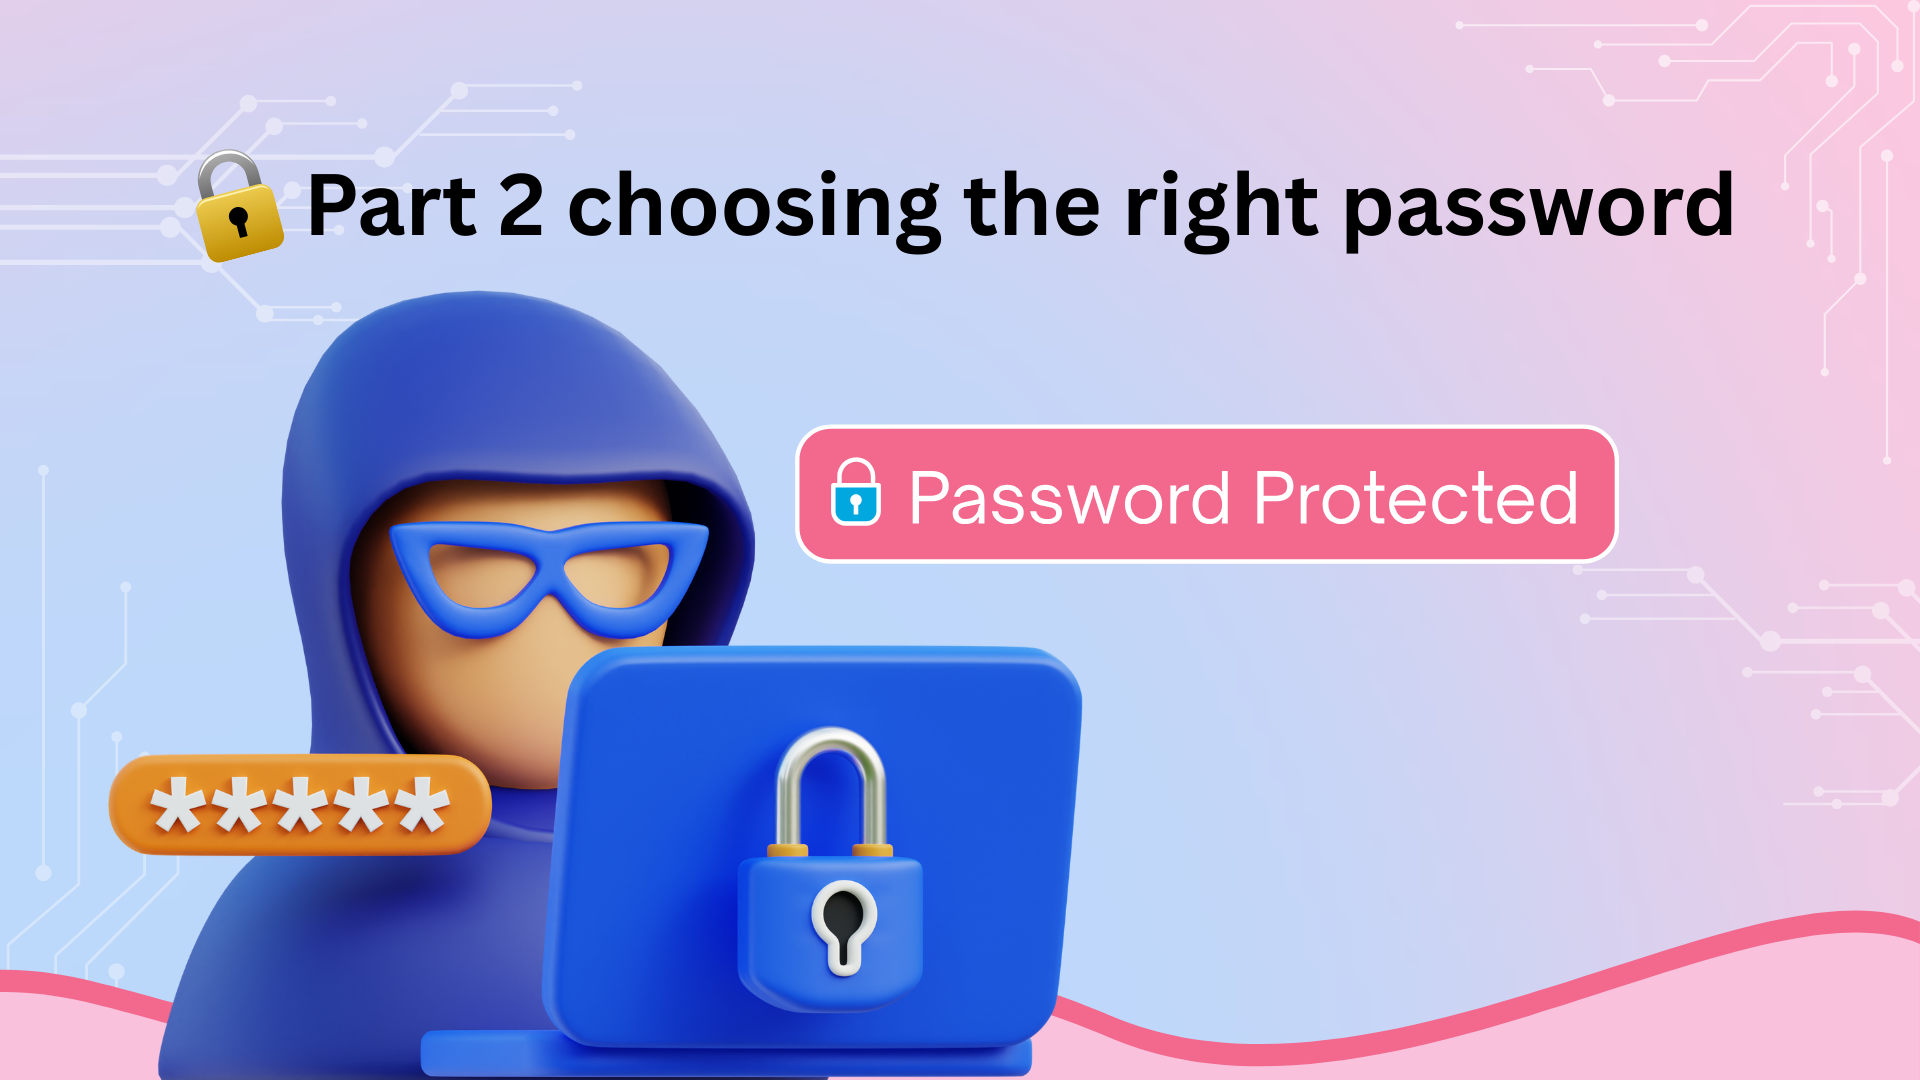 Part 2 choosing the right password
Password Protected
*****